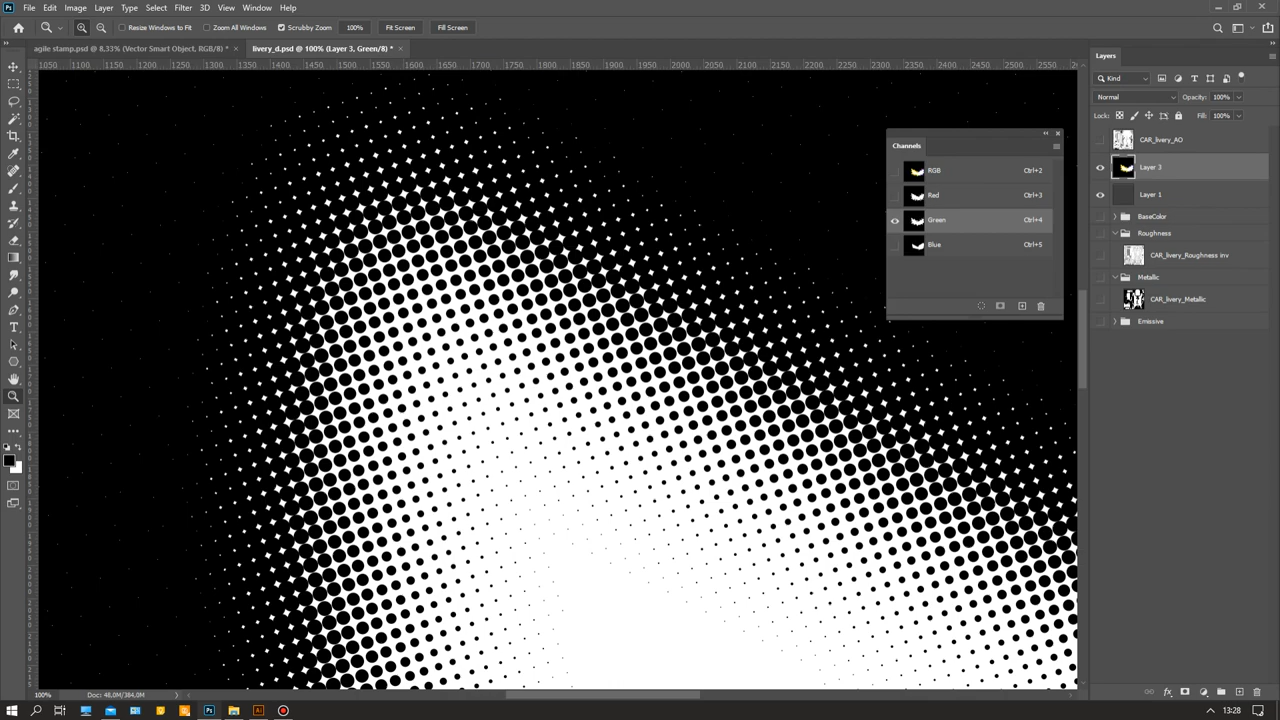 File Edit Image Layer Type Select Filter 3D View Window Help
Resize Windows to Fit Zoom All Windows Scrubby Zoom 100% Fit Screen Fill Screen
agile stamp.psd @ 8,33% (Vector Smart Object, RGB/8) * × livery_d.psd @ 100% (Layer 3, Green/8) * ×
1050 1100 1150 1200 1250 1300 1350 1400 1450 1500 1550 1600 1650 1700 1750 1800 1850 1900 1950 2000 2050 2100 2150 2200 2250 2300 2350 2400 2450 2500 2550
Layers
Kind
Normal Opacity: 100%
Lock: Fill: 100%
CAR_livery_AO
Layer 3
Layer 1
BaseColor
Roughness
CAR_livery_Roughness inv
Metallic
CAR_livery_Metallic
Emissive
Channels
RGB Ctrl+2
Red Ctrl+3
Green Ctrl+4
Blue Ctrl+5
100% Doc: 48,0M/384,0M
13:28